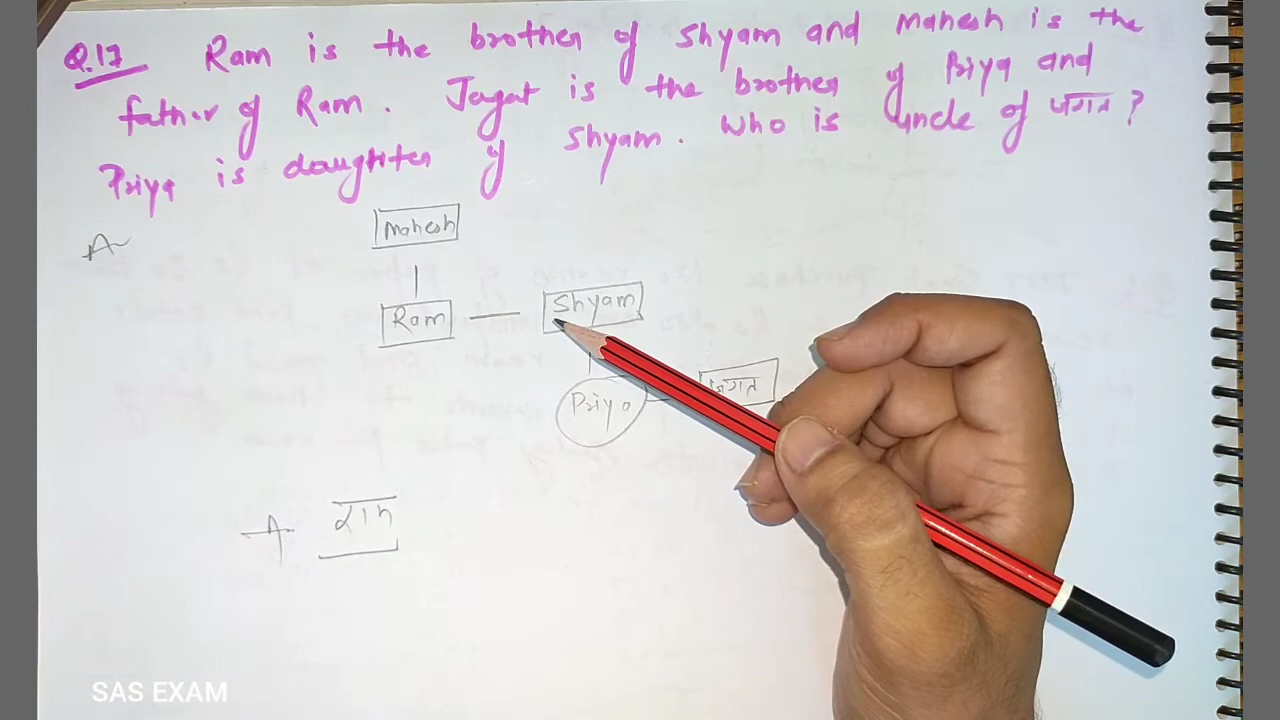 Q.17 Ram is the brother of Shyam and Mahesh is the
father of Ram. Jagat is the brother of Priya and
Priya is daughter of Shyam. Who is uncle of जगत?
A
Mahesh
Ram
Shyam
Priya
जगत
A राम
SAS EXAM